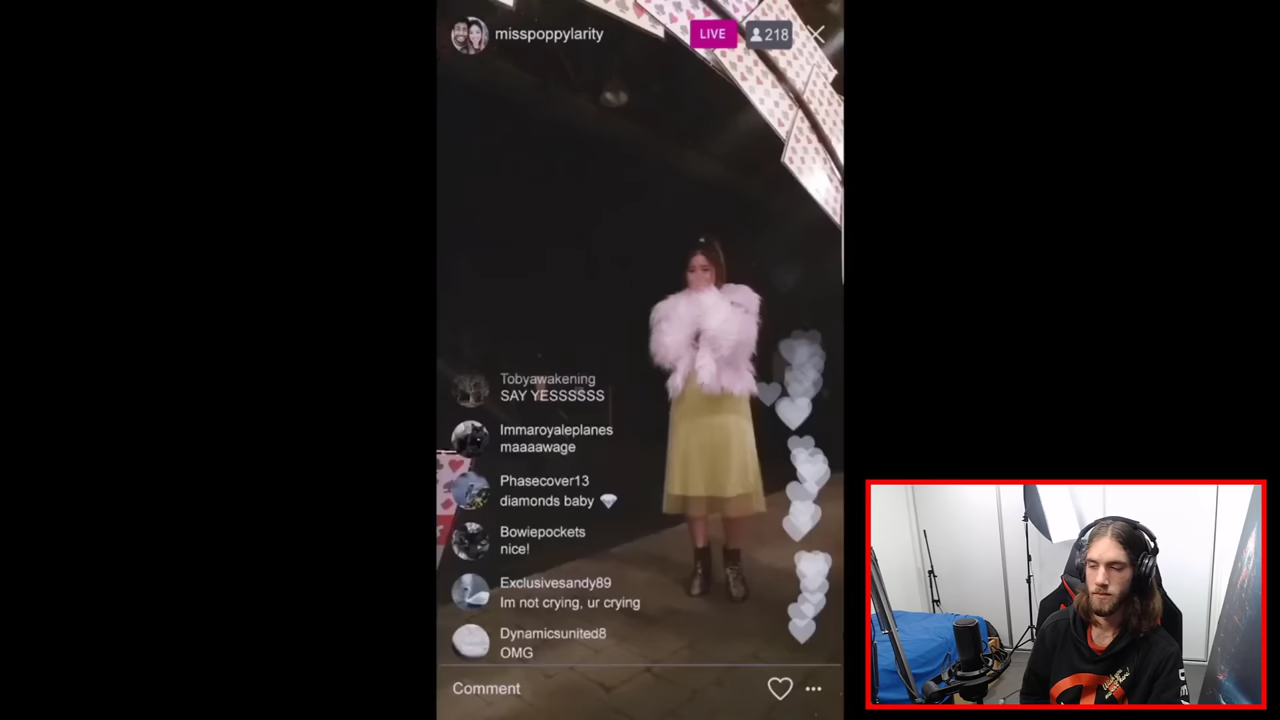 misspoppylarity
LIVE
218
Tobyawakening
SAY YESSSSSS
Immaroyaleplanes
maaaawage
Phasecover13
diamonds baby 💎
Bowiepockets
nice!
Exclusivesandy89
Im not crying, ur crying
Dynamicsunited8
OMG
Comment